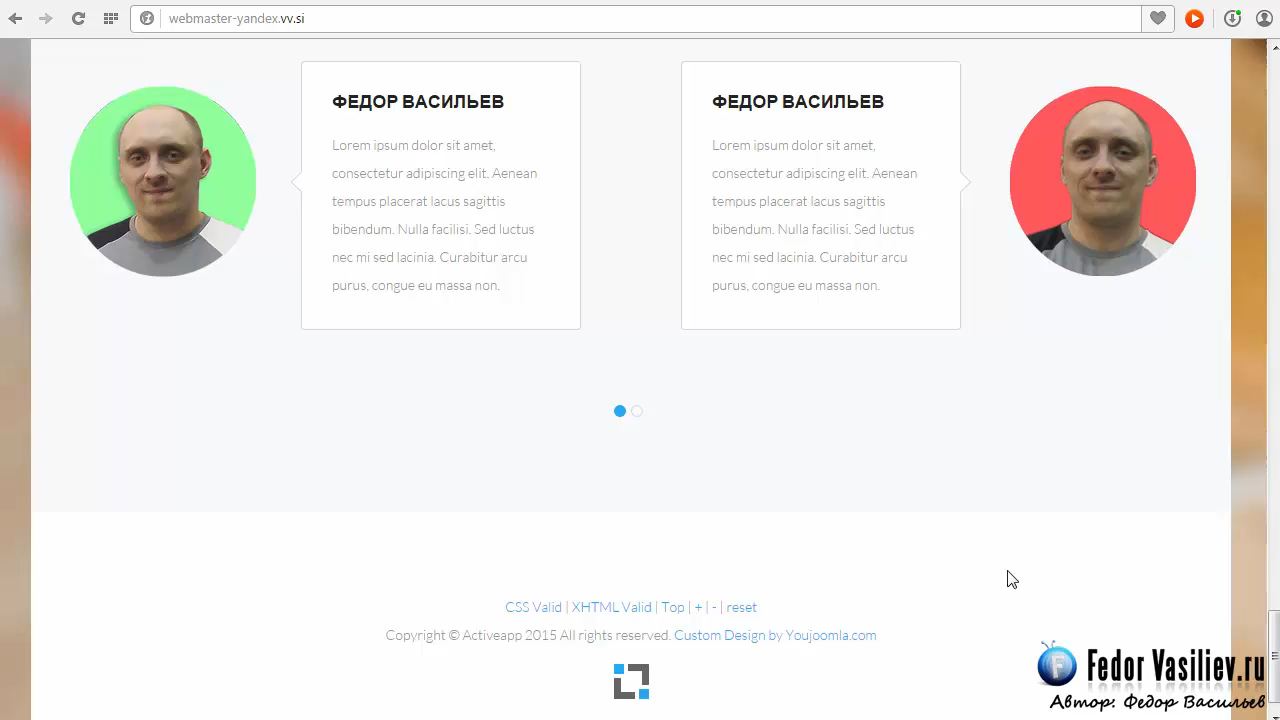 webmaster-yandex.vv.si
ФЕДОР ВАСИЛЬЕВ
Lorem ipsum dolor sit amet,
consectetur adipiscing elit. Aenean
tempus placerat lacus sagittis
bibendum. Nulla facilisi. Sed luctus
nec mi sed lacinia. Curabitur arcu
purus, congue eu massa non.
ФЕДОР ВАСИЛЬЕВ
Lorem ipsum dolor sit amet,
consectetur adipiscing elit. Aenean
tempus placerat lacus sagittis
bibendum. Nulla facilisi. Sed luctus
nec mi sed lacinia. Curabitur arcu
purus, congue eu massa non.
CSS Valid | XHTML Valid | Top | + | - | reset
Copyright © Activeapp 2015 All rights reserved. Custom Design by Youjoomla.com
F Fedor Vasiliev.ru
Автор: Федор Васильев